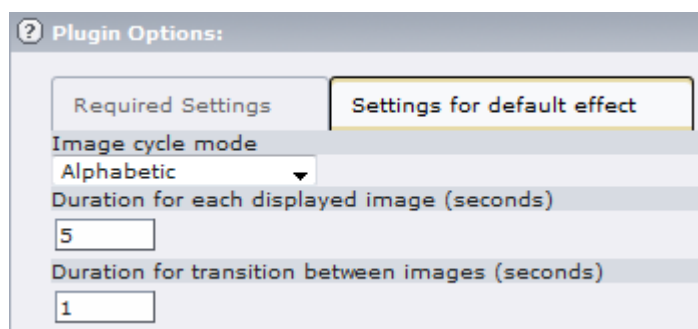 ? Plugin Options:
Required Settings Settings for default effect
Image cycle mode
Alphabetic
Duration for each displayed image (seconds)
5
Duration for transition between images (seconds)
1